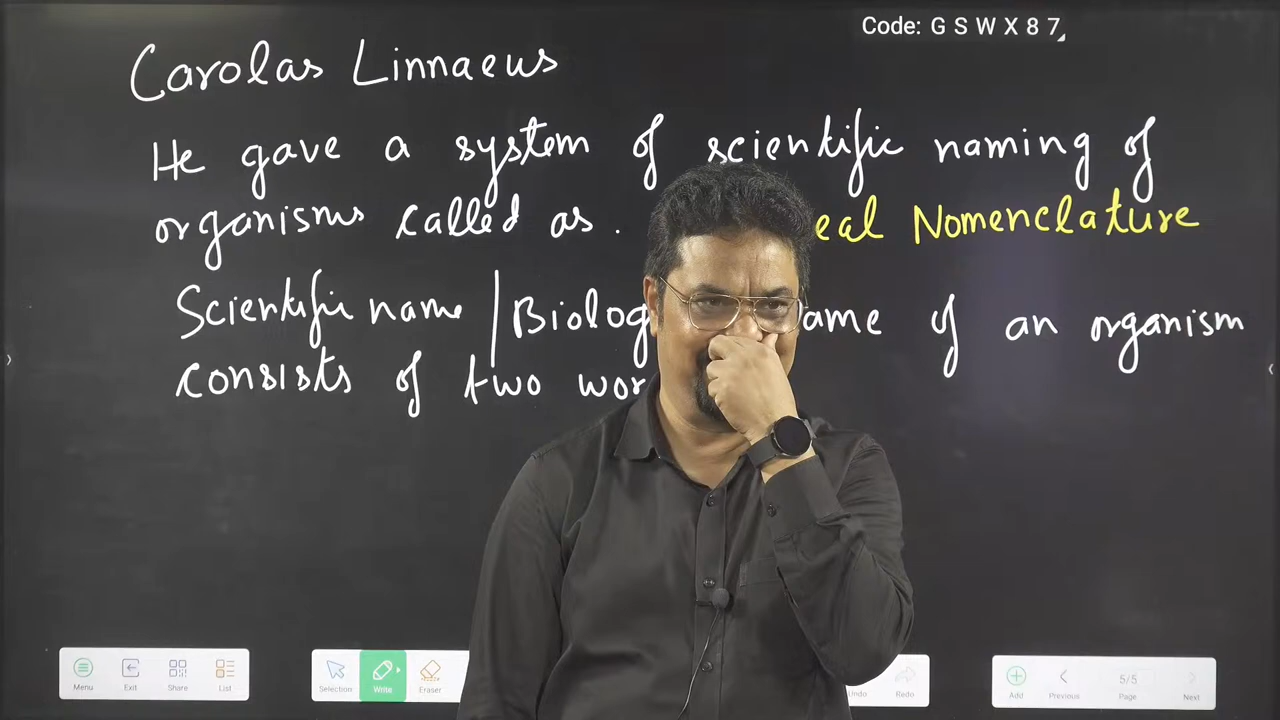 Code: G S W X 8 7
Carolas Linnaeus
He gave a system of scientific naming of
organisms called as . eal Nomenclature
Scientific name | Biolog ame of an organism
consists of two wor
Menu Exit Share List Selection Write Eraser Undo Redo Add Previous 5/5 Page Next